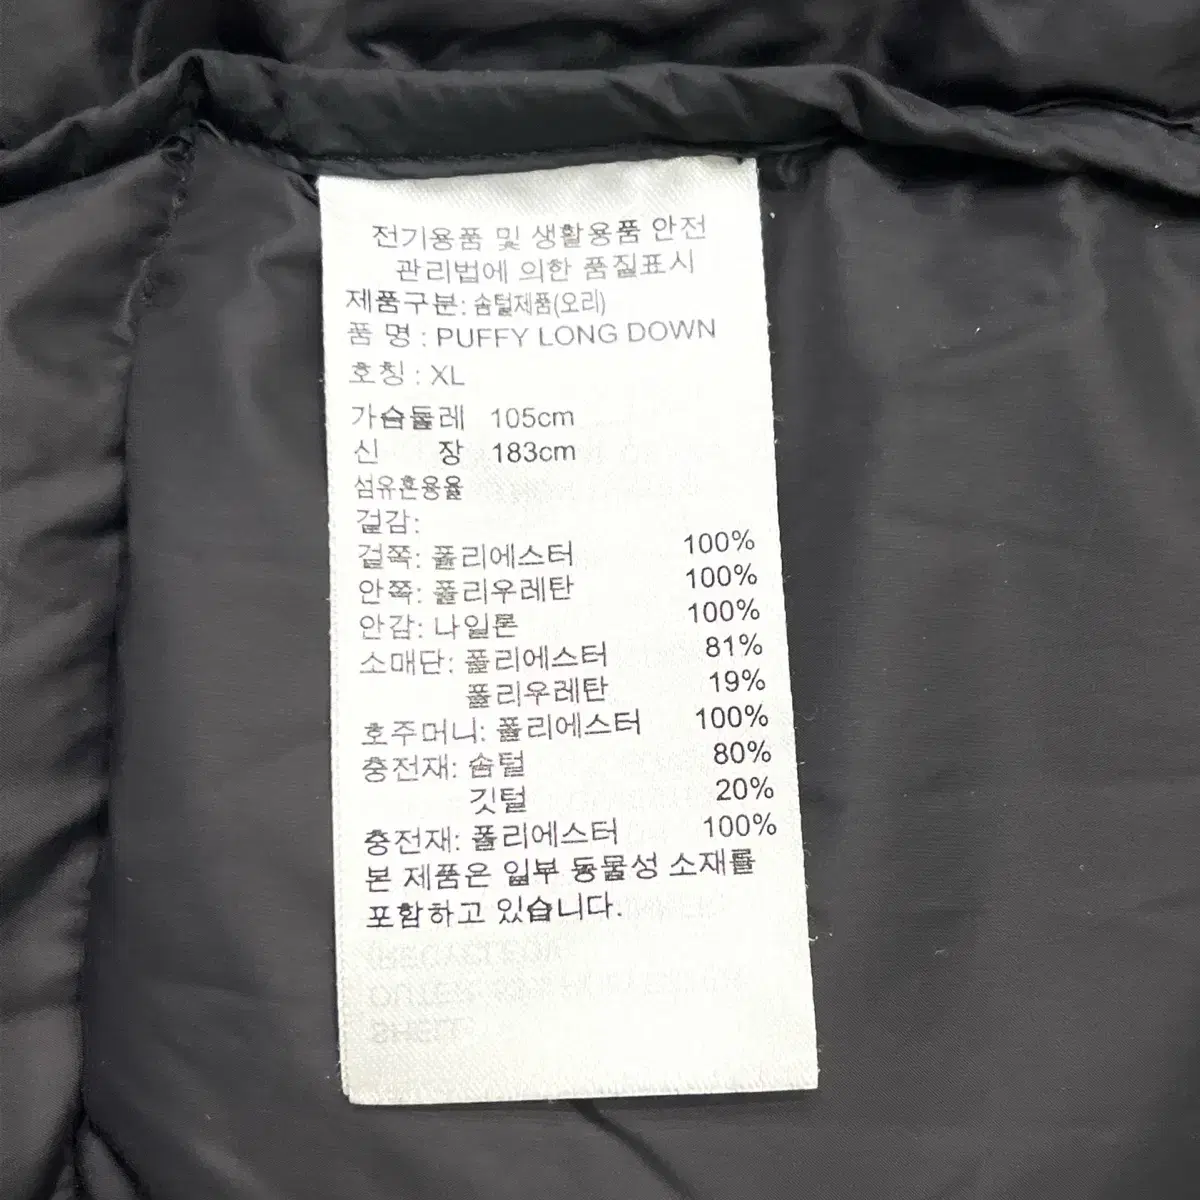 전기용품 및 생활용품 안전
관리법에 의한 품질표시
제품구분: 솜털제품(오리)
품 명 : PUFFY LONG DOWN
호칭 : XL
가슴둘레 105cm
신 장 183cm
섬유혼용율
겉감:
겉쪽: 폴리에스터 100%
안쪽: 폴리우레탄 100%
안감: 나일론 100%
소매단: 폴리에스터 81%
폴리우레탄 19%
호주머니: 폴리에스터 100%
충전재: 솜털 80%
깃털 20%
충전재: 폴리에스터 100%
본 제품은 일부 동물성 소재를
포함하고 있습니다.